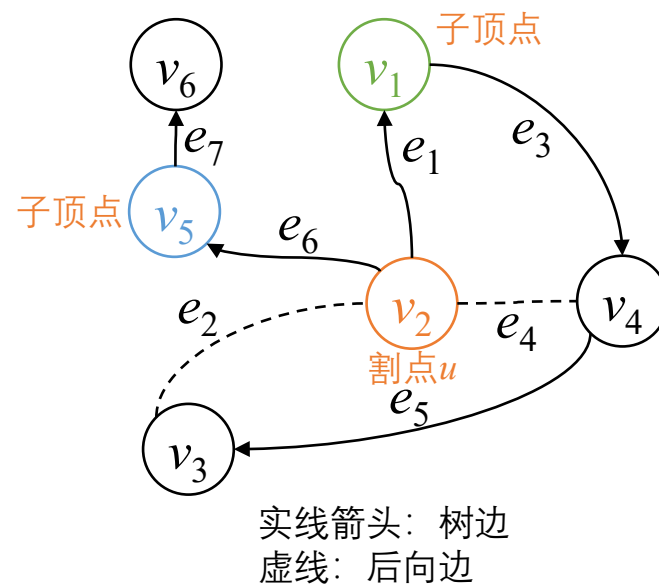 子顶点
v₆
v₁
e₃
e₇
e₁
子顶点
v₅
e₆
e₂
v₂
e₄
v₄
割点u
e₅
v₃
实线箭头：树边
虚线：后向边